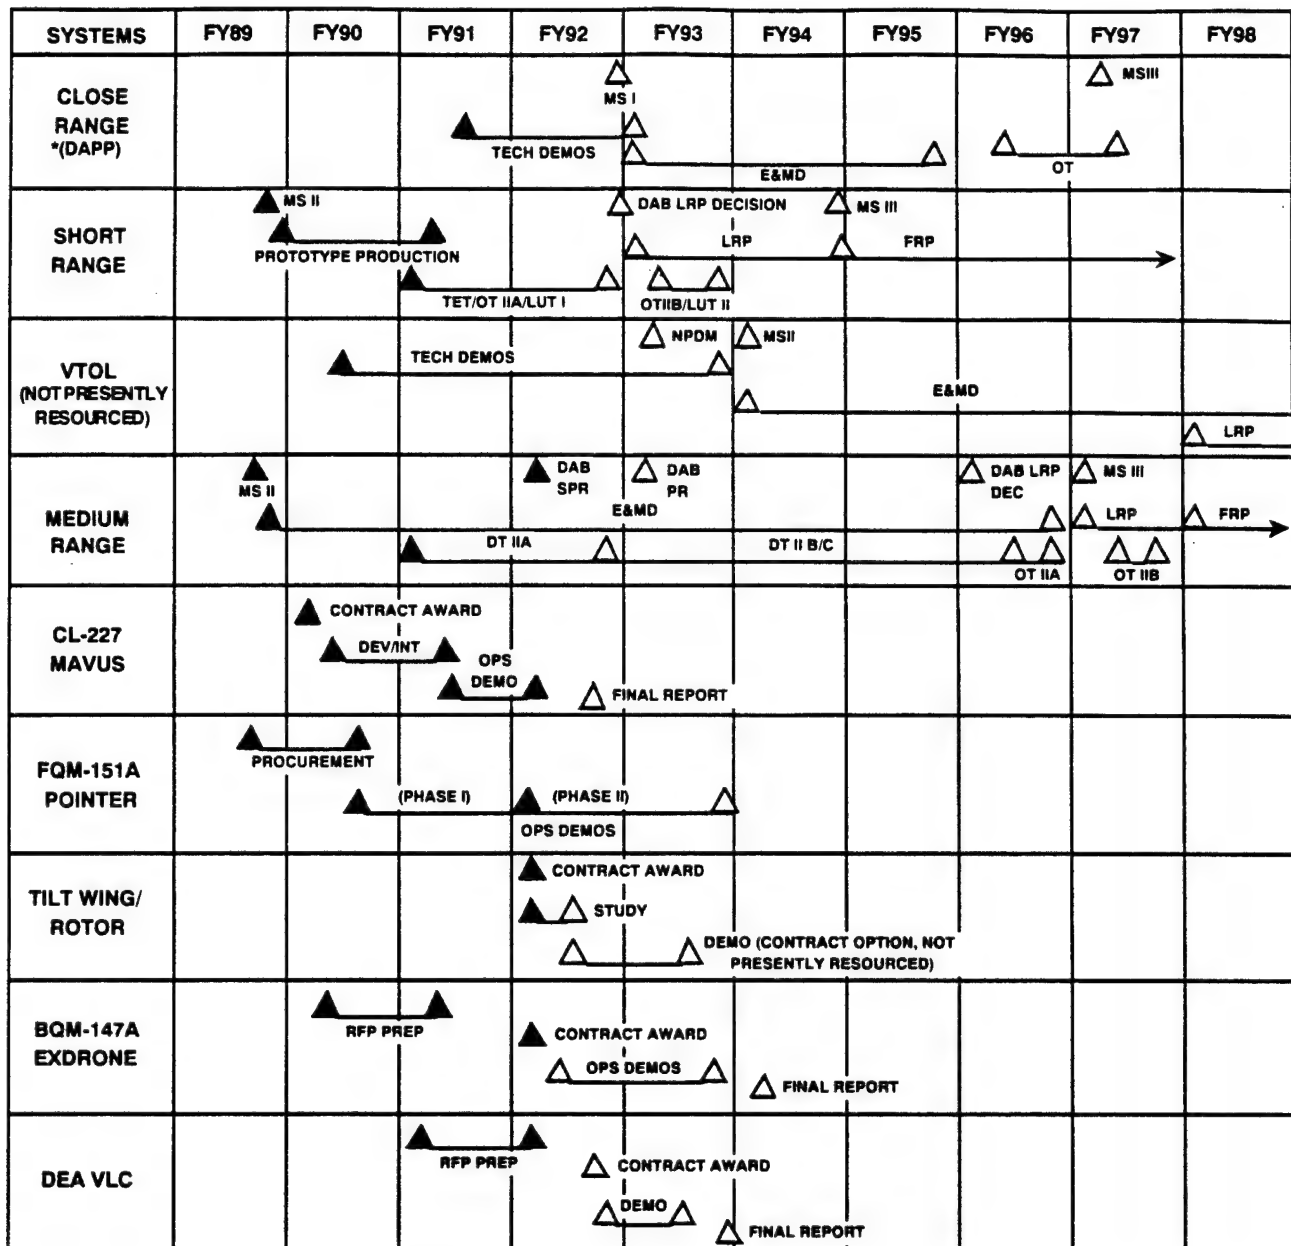 SYSTEMS FY89 FY90 FY91 FY92 FY93 FY94 FY95 FY96 FY97 FY98
CLOSE
RANGE
*(DAPP)
MS I
MSIII
TECH DEMOS
E&MD
OT
SHORT
RANGE
MS II
DAB LRP DECISION
MS III
PROTOTYPE PRODUCTION
LRP
FRP
TET/OT IIA/LUT I
OTIIB/LUT II
VTOL
(NOT PRESENTLY
RESOURCED)
NPDM
MSII
TECH DEMOS
E&MD
LRP
MEDIUM
RANGE
MS II
DAB
SPR
DAB
PR
DAB LRP
DEC
MS III
E&MD
LRP
FRP
DT IIA
DT II B/C
OT IIA
OT IIB
CL-227
MAVUS
CONTRACT AWARD
DEV/INT
OPS
DEMO
FINAL REPORT
FQM-151A
POINTER
PROCUREMENT
(PHASE I)
(PHASE II)
OPS DEMOS
TILT WING/
ROTOR
CONTRACT AWARD
STUDY
DEMO (CONTRACT OPTION, NOT
PRESENTLY RESOURCED)
BQM-147A
EXDRONE
RFP PREP
CONTRACT AWARD
OPS DEMOS
FINAL REPORT
DEA VLC
RFP PREP
CONTRACT AWARD
DEMO
FINAL REPORT